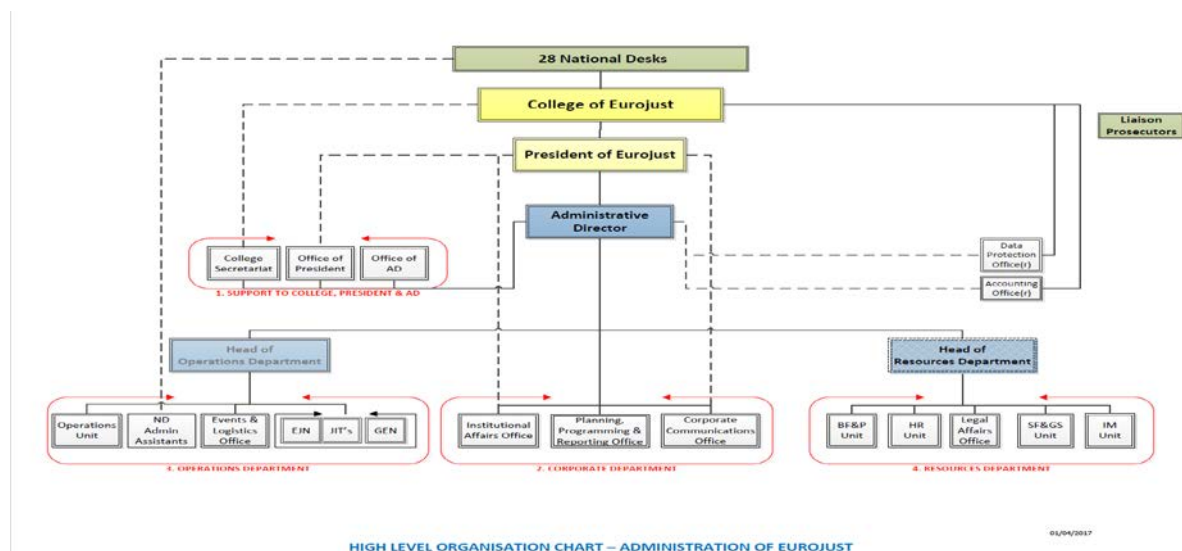 28 National Desks
College of Eurojust
Liaison
Prosecutors
President of Eurojust
Administrative
Director
College
Secretariat
Office of
President
Office of
AD
Data
Protection
Office(r)
Accounting
Office(r)
1. SUPPORT TO COLLEGE, PRESIDENT & AD
Head of
Operations Department
Head of
Resources Department
Operations
Unit
ND
Admin
Assistants
Events &
Logistics
Office
EJN
JIT's
GEN
Institutional
Affairs Office
Planning,
Programming &
Reporting Office
Corporate
Communications
Office
BF&P
Unit
HR
Unit
Legal
Affairs
Office
SF&GS
Unit
IM
Unit
3. OPERATIONS DEPARTMENT
2. CORPORATE DEPARTMENT
4. RESOURCES DEPARTMENT
01/04/2017
HIGH LEVEL ORGANISATION CHART – ADMINISTRATION OF EUROJUST